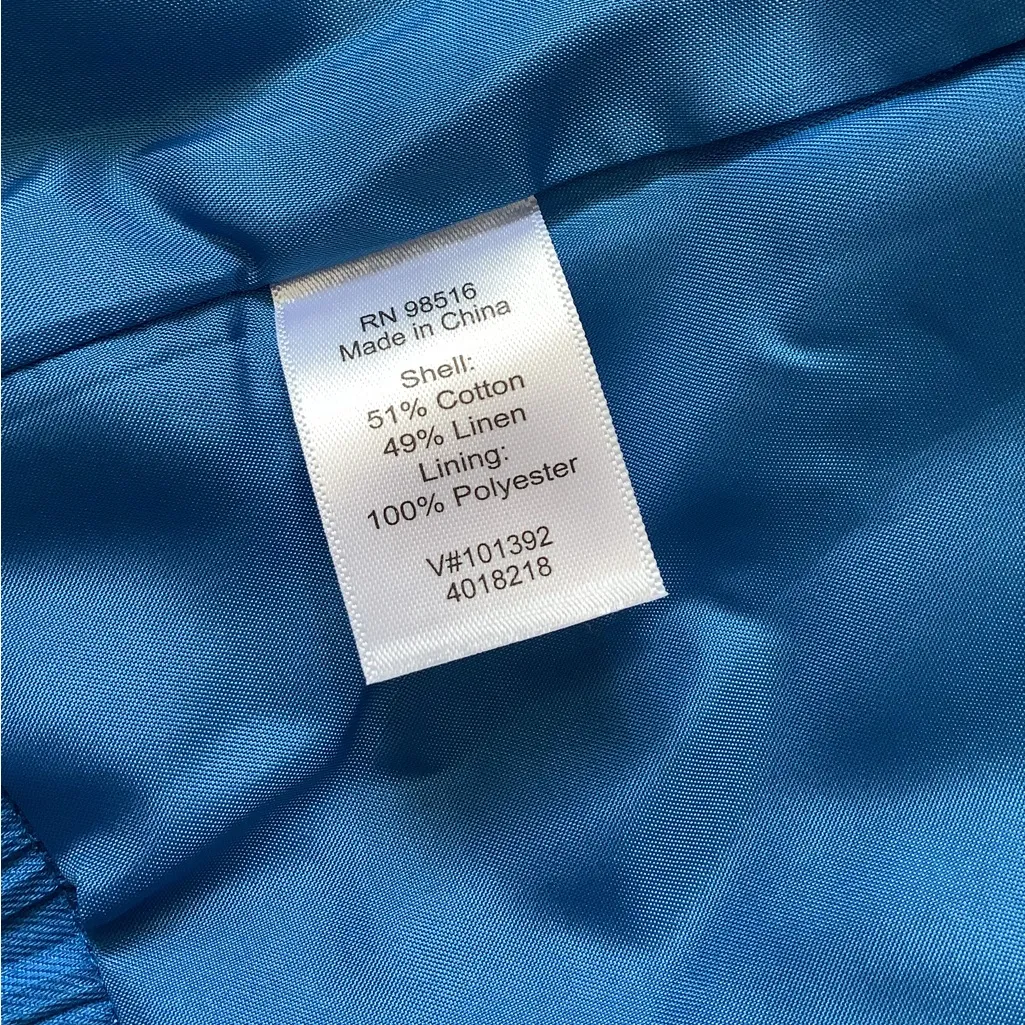 RN 98516
Made in China
Shell:
51% Cotton
49% Linen
Lining:
100% Polyester
V#101392
4018218